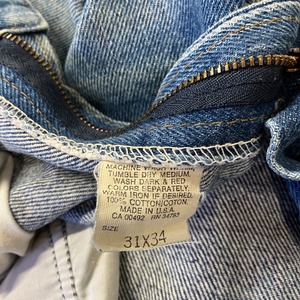 MACHINE WASH WARM
TUMBLE DRY MEDIUM.
WASH DARK & RED
COLORS SEPARATELY.
WARM IRON IF DESIRED.
100% COTTON/COTON.
MADE IN U.S.A.
CA 00492 RN 34783
SIZE
31X34